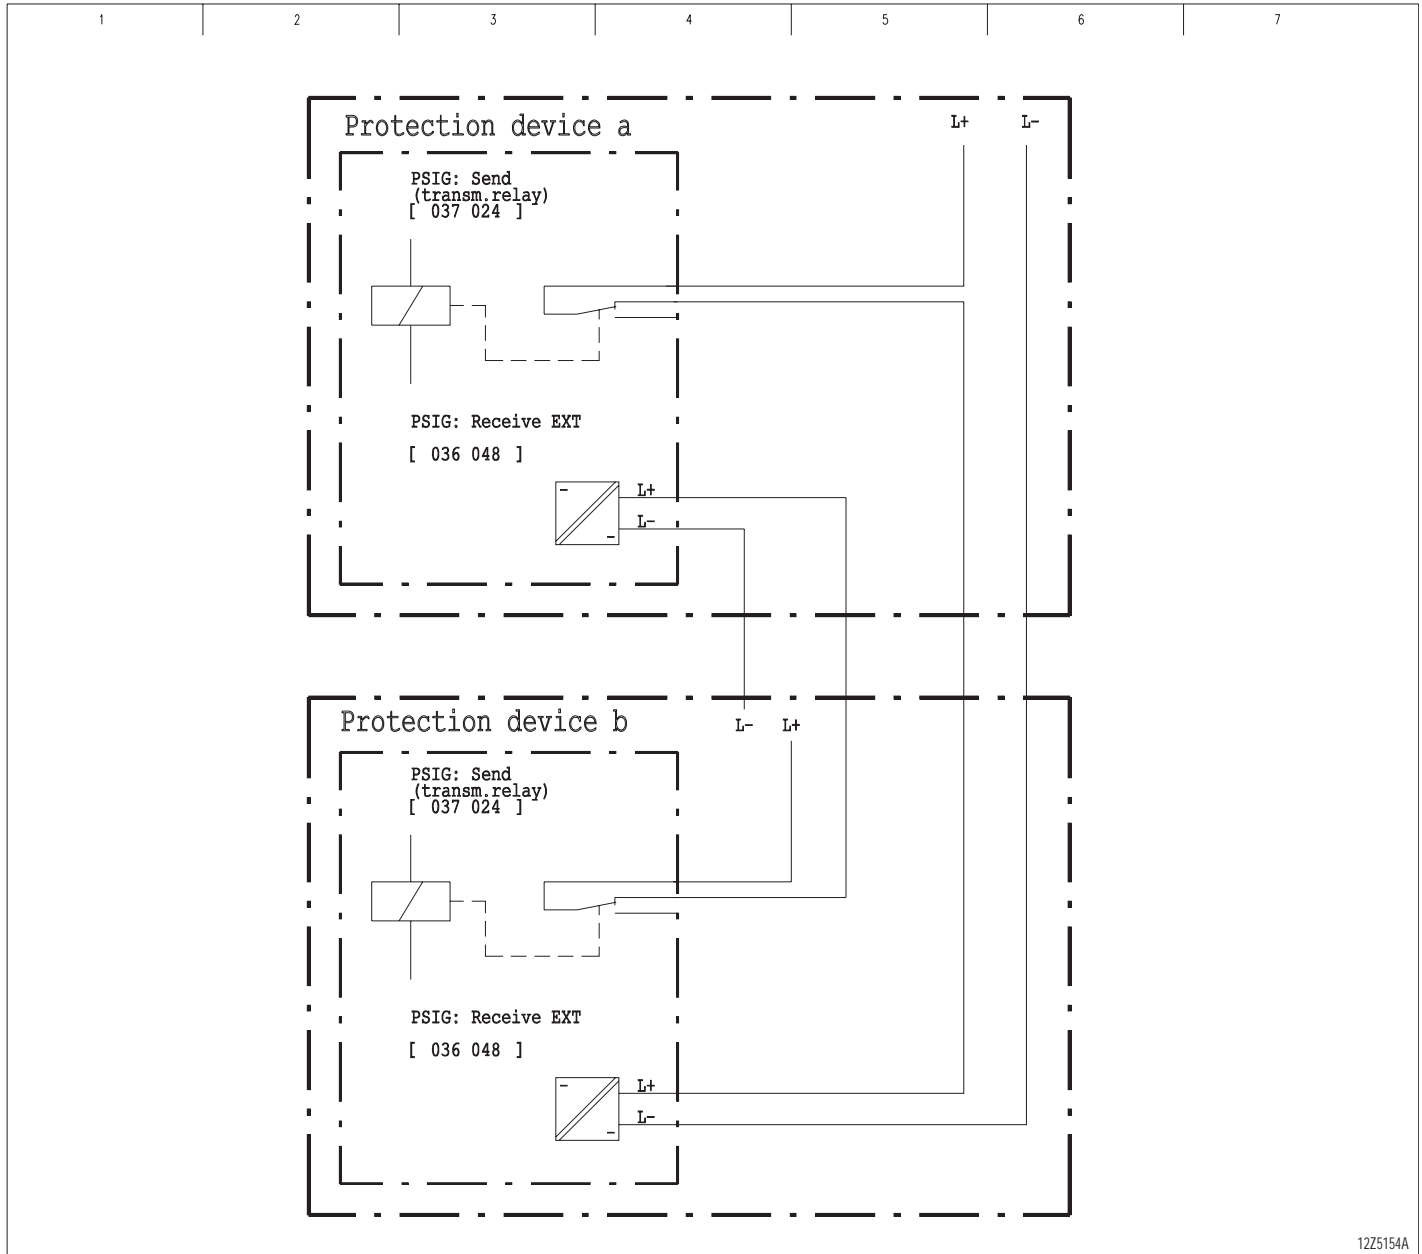 1 2 3 4 5 6 7
Protection device a
L+ L-
PSIG: Send
(transm.relay)
[ 037 024 ]
PSIG: Receive EXT
[ 036 048 ]
L+
L-
Protection device b
L- L+
PSIG: Send
(transm.relay)
[ 037 024 ]
PSIG: Receive EXT
[ 036 048 ]
L+
L-
12Z5154A